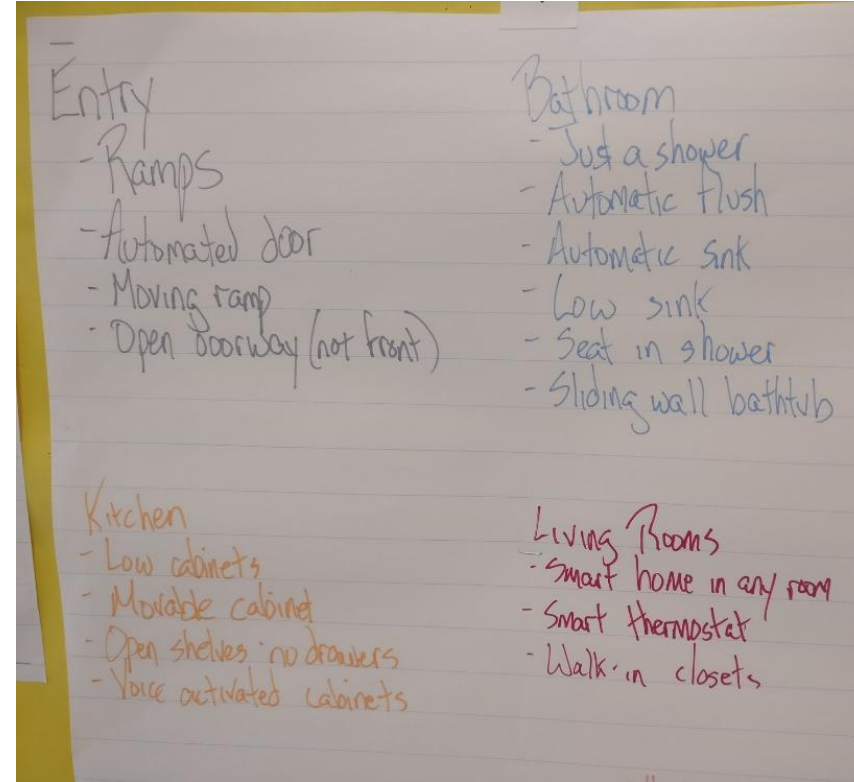 Entry
- Ramps
- Automated door
- Moving ramp
- Open doorway (not front)
Bathroom
- Just a shower
- Automatic flush
- Automatic sink
- Low sink
- Seat in shower
- Sliding wall bathtub
Kitchen
- Low cabinets
- Movable cabinet
- Open shelves no drawers
- Voice activated cabinets
Living Rooms
- Smart home in any room
- Smart thermostat
- Walk-in closets